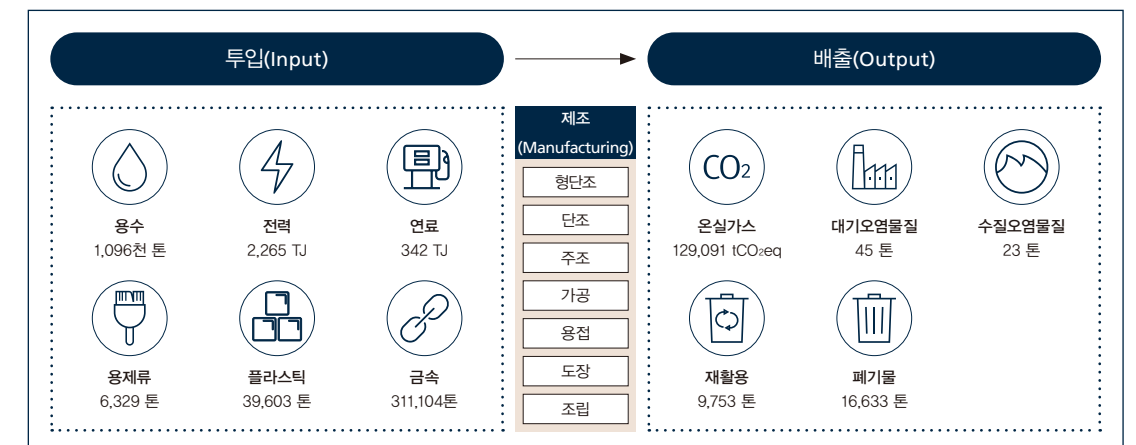 투입(Input)
배출(Output)
제조
(Manufacturing)
형단조
단조
주조
가공
용접
도장
조립
용수
1,096천 톤
전력
2,265 TJ
연료
342 TJ
용제류
6,329 톤
플라스틱
39,603 톤
금속
311,104톤
CO₂
온실가스
129,091 tCO₂eq
대기오염물질
45 톤
수질오염물질
23 톤
재활용
9,753 톤
폐기물
16,633 톤